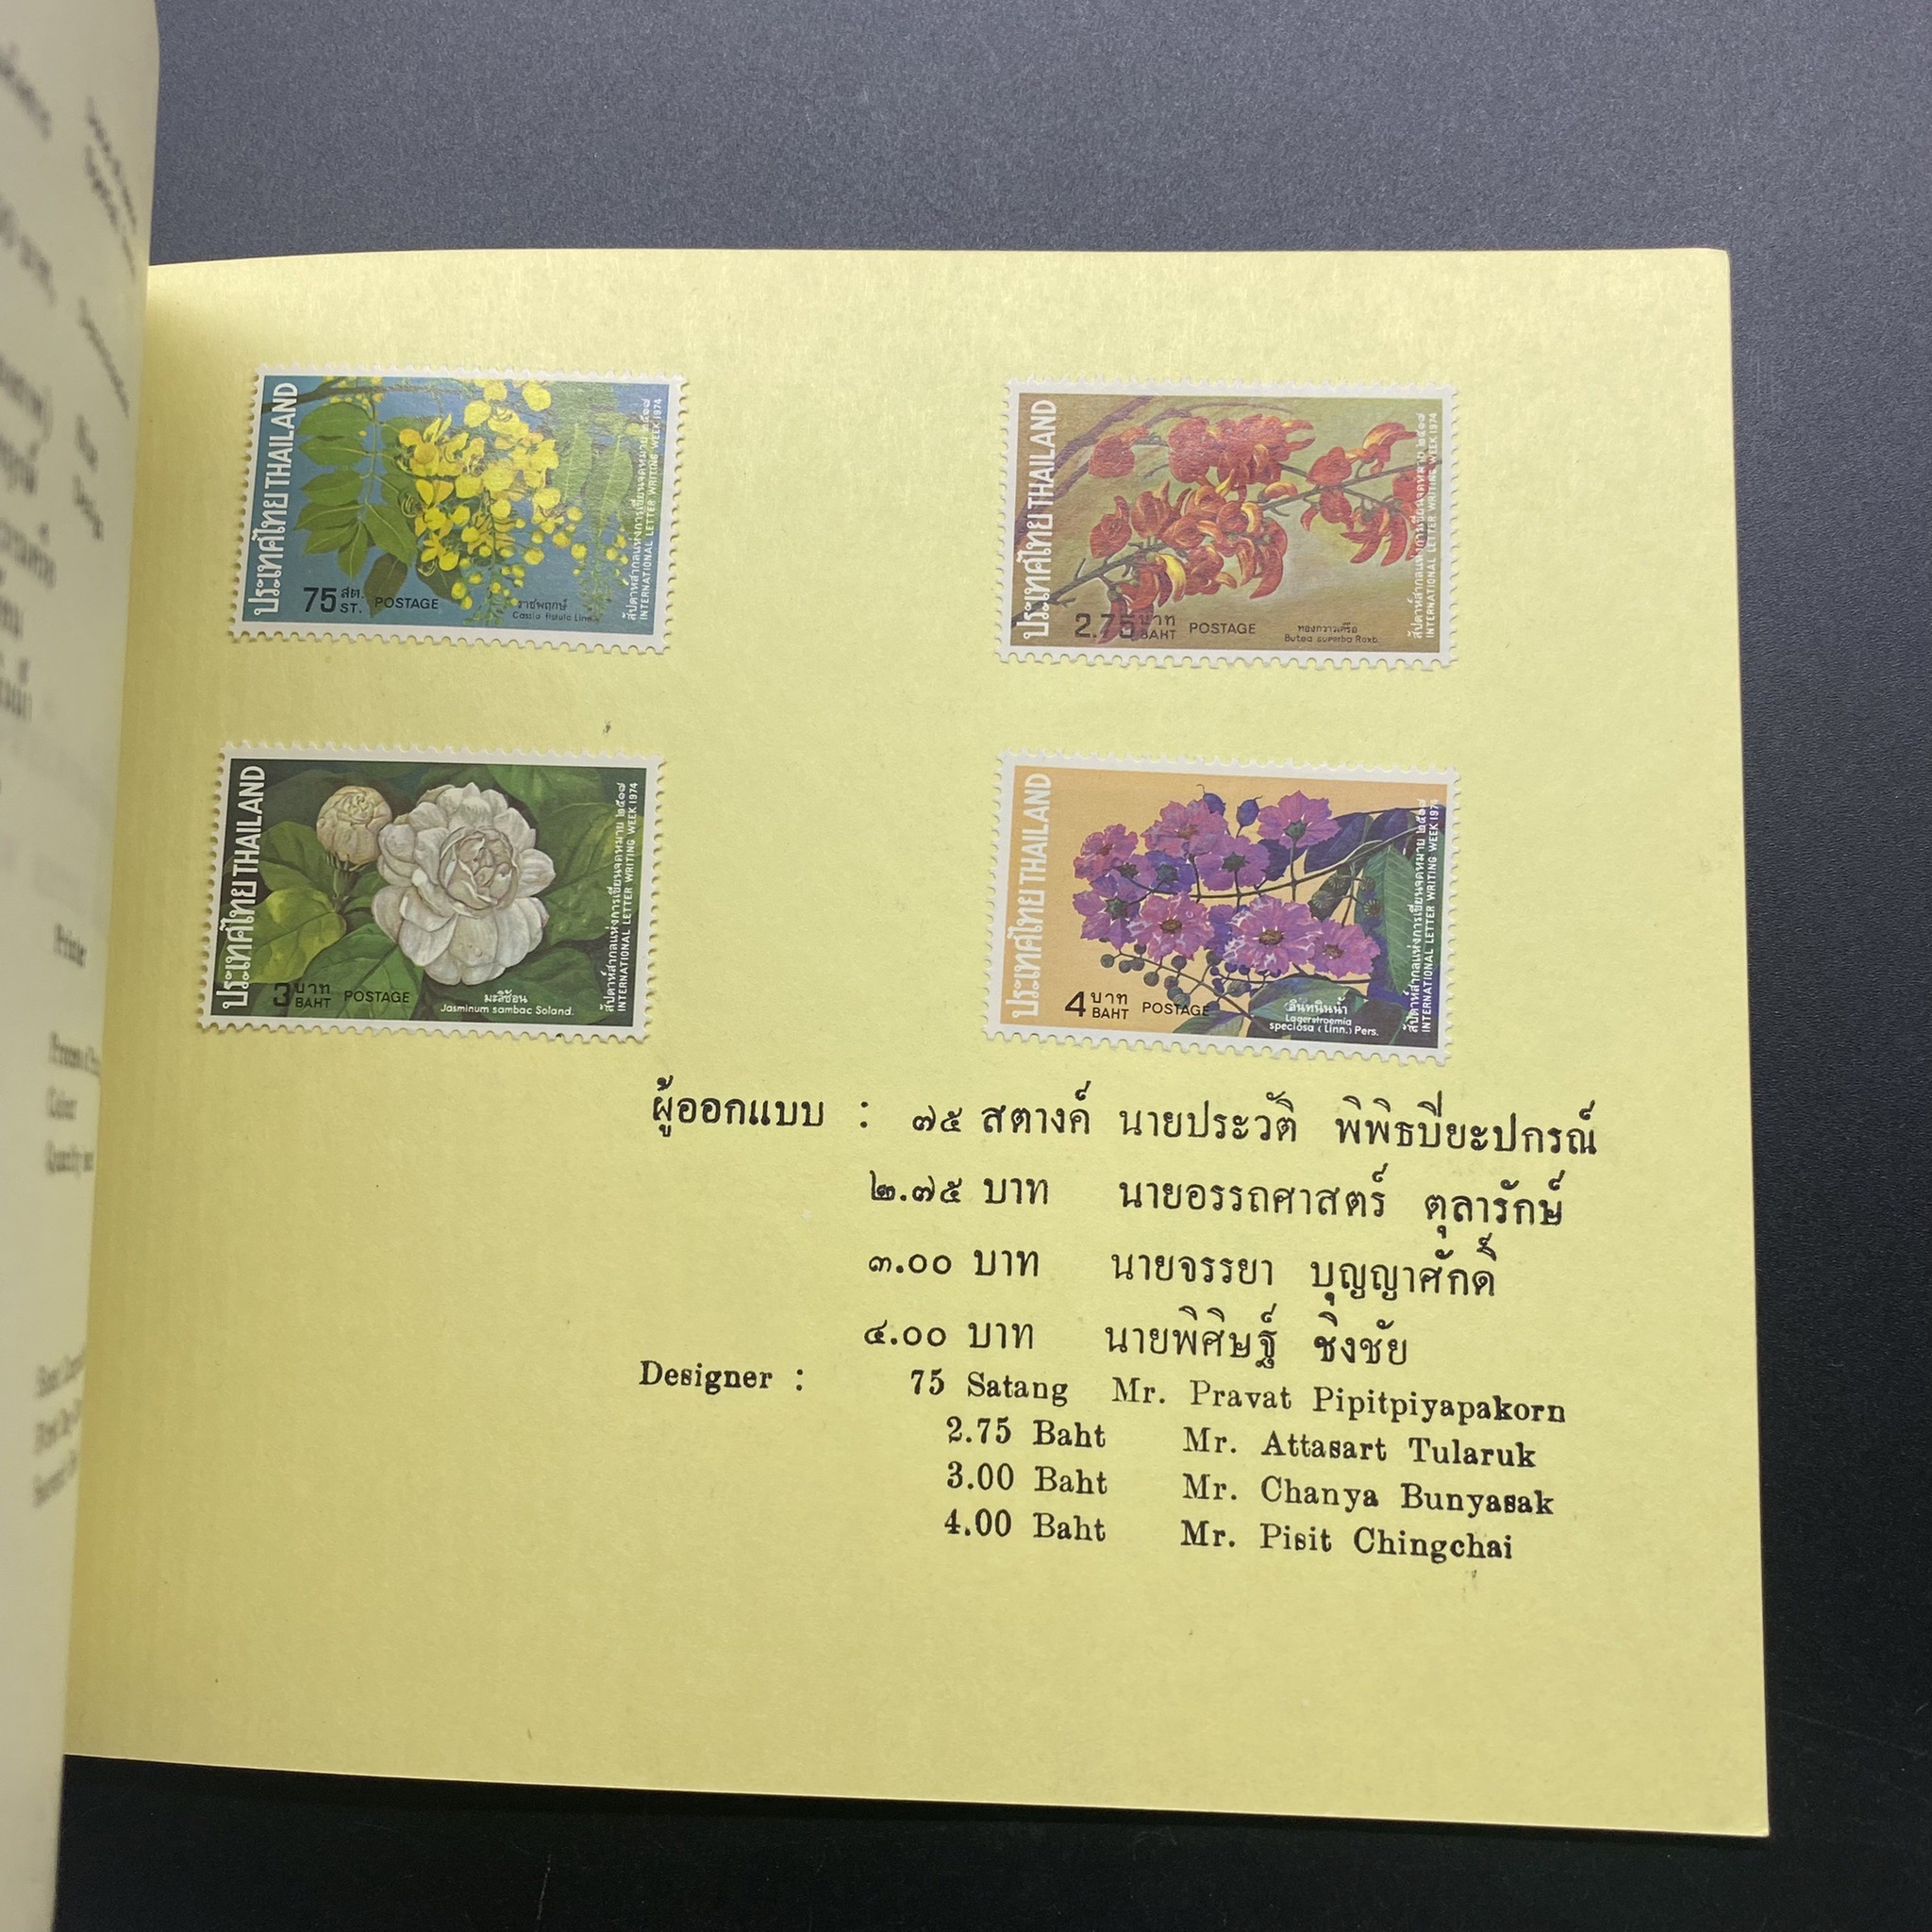 ประเทศไทย THAILAND
75 สต.
ST. POSTAGE
ราชพฤกษ์
Cassia fistula Linn.
สัปดาห์สากลแห่งการเขียนจดหมาย ๒๕๑๗
INTERNATIONAL LETTER WRITING WEEK 1974
ประเทศไทย THAILAND
2.75 บาท
BAHT POSTAGE
ทองกวาวเครือ
Butea superba Roxb.
สัปดาห์สากลแห่งการเขียนจดหมาย ๒๕๑๗
INTERNATIONAL LETTER WRITING WEEK 1974
ประเทศไทย THAILAND
3 บาท
BAHT POSTAGE
มะลิซ้อน
Jasminum sambac Soland.
สัปดาห์สากลแห่งการเขียนจดหมาย ๒๕๑๗
INTERNATIONAL LETTER WRITING WEEK 1974
ประเทศไทย THAILAND
4 บาท
BAHT POSTAGE
อินทนินน้ำ
Lagerstroemia
speciosa (Linn.) Pers.
สัปดาห์สากลแห่งการเขียนจดหมาย ๒๕๑๗
INTERNATIONAL LETTER WRITING WEEK 1974
ผู้ออกแบบ : ๗๕ สตางค์ นายประวัติ พิพิธปิยะปกรณ์
๒.๗๕ บาท นายอรรถศาสตร์ ตุลารักษ์
๓.๐๐ บาท นายจรรยา บุญญาศักดิ์
๔.๐๐ บาท นายพิศิษฐ์ ชิงชัย
Designer : 75 Satang Mr. Pravat Pipitpiyapakorn
2.75 Baht Mr. Attasart Tularuk
3.00 Baht Mr. Chanya Bunyasak
4.00 Baht Mr. Pisit Chingchai
Printer
Colour